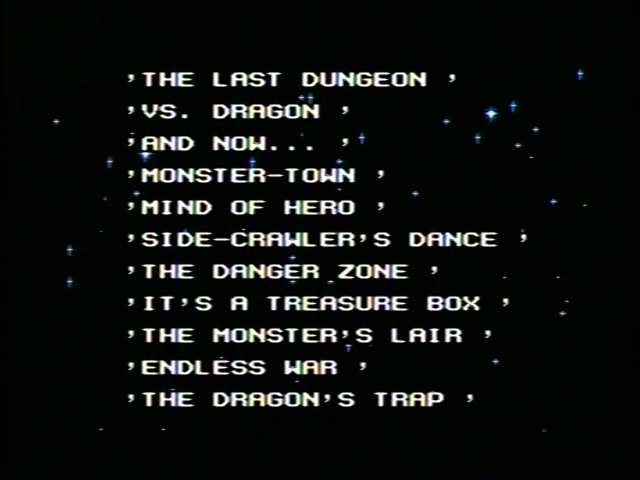 'THE LAST DUNGEON '
'VS. DRAGON '
'AND NOW... '
'MONSTER-TOWN '
'MIND OF HERO '
'SIDE-CRAWLER'S DANCE '
'THE DANGER ZONE '
'IT'S A TREASURE BOX '
'THE MONSTER'S LAIR '
'ENDLESS WAR '
'THE DRAGON'S TRAP '